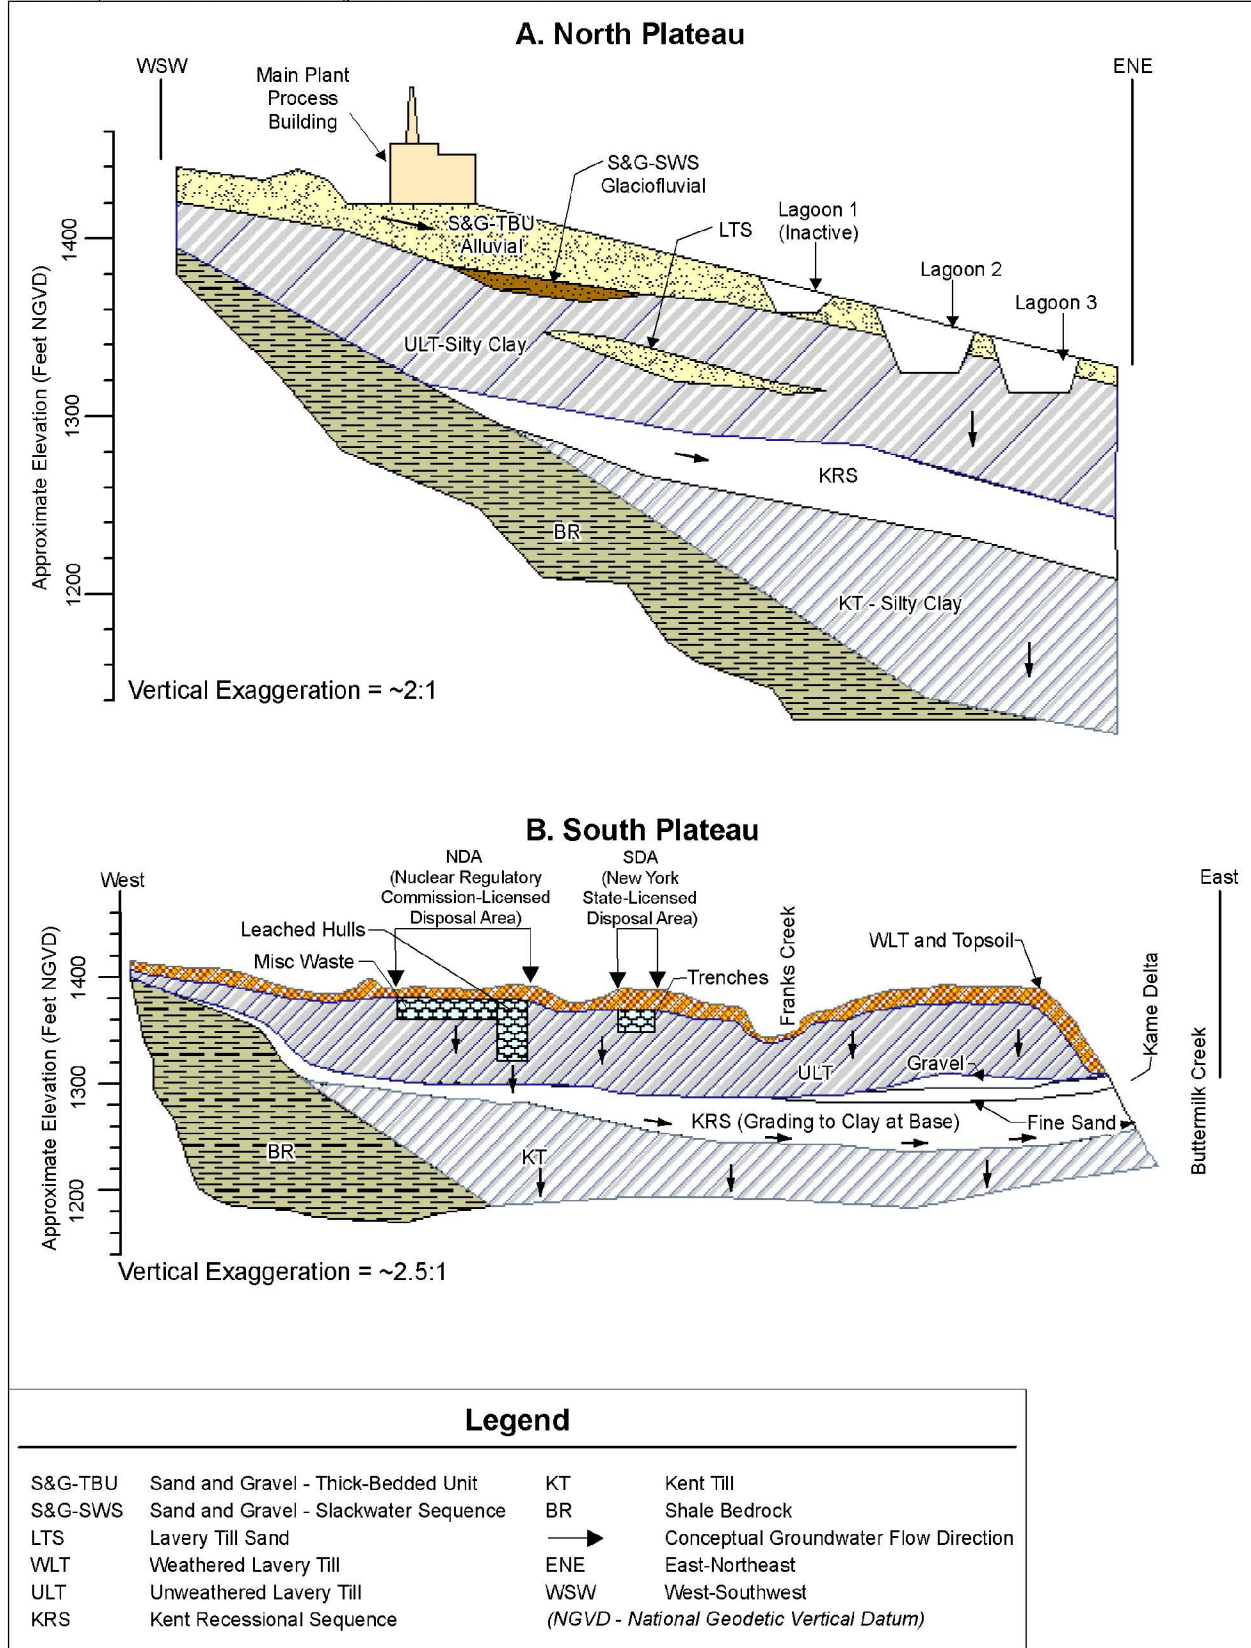 A. North Plateau
WSW
ENE
Main Plant
Process
Building
S&G-SWS
Glaciofluvial
LTS
Lagoon 1
(Inactive)
Lagoon 2
Lagoon 3
S&G-TBU
Alluvial
ULT-Silty Clay
KRS
BR
KT - Silty Clay
Approximate Elevation (Feet NGVD)
1400
1300
1200
Vertical Exaggeration = ~2:1
B. South Plateau
West
East
NDA
(Nuclear Regulatory
Commission-Licensed
Disposal Area)
SDA
(New York
State-Licensed
Disposal Area)
Leached Hulls
Misc Waste
Trenches
Franks Creek
WLT and Topsoil
Kame Delta
Buttermilk Creek
Gravel
ULT
KRS (Grading to Clay at Base)
Fine Sand
BR
KT
Approximate Elevation (Feet NGVD)
1400
1300
1200
Vertical Exaggeration = ~2.5:1
Legend
S&G-TBU Sand and Gravel - Thick-Bedded Unit KT Kent Till
S&G-SWS Sand and Gravel - Slackwater Sequence BR Shale Bedrock
LTS Lavery Till Sand Conceptual Groundwater Flow Direction
WLT Weathered Lavery Till ENE East-Northeast
ULT Unweathered Lavery Till WSW West-Southwest
KRS Kent Recessional Sequence (NGVD - National Geodetic Vertical Datum)